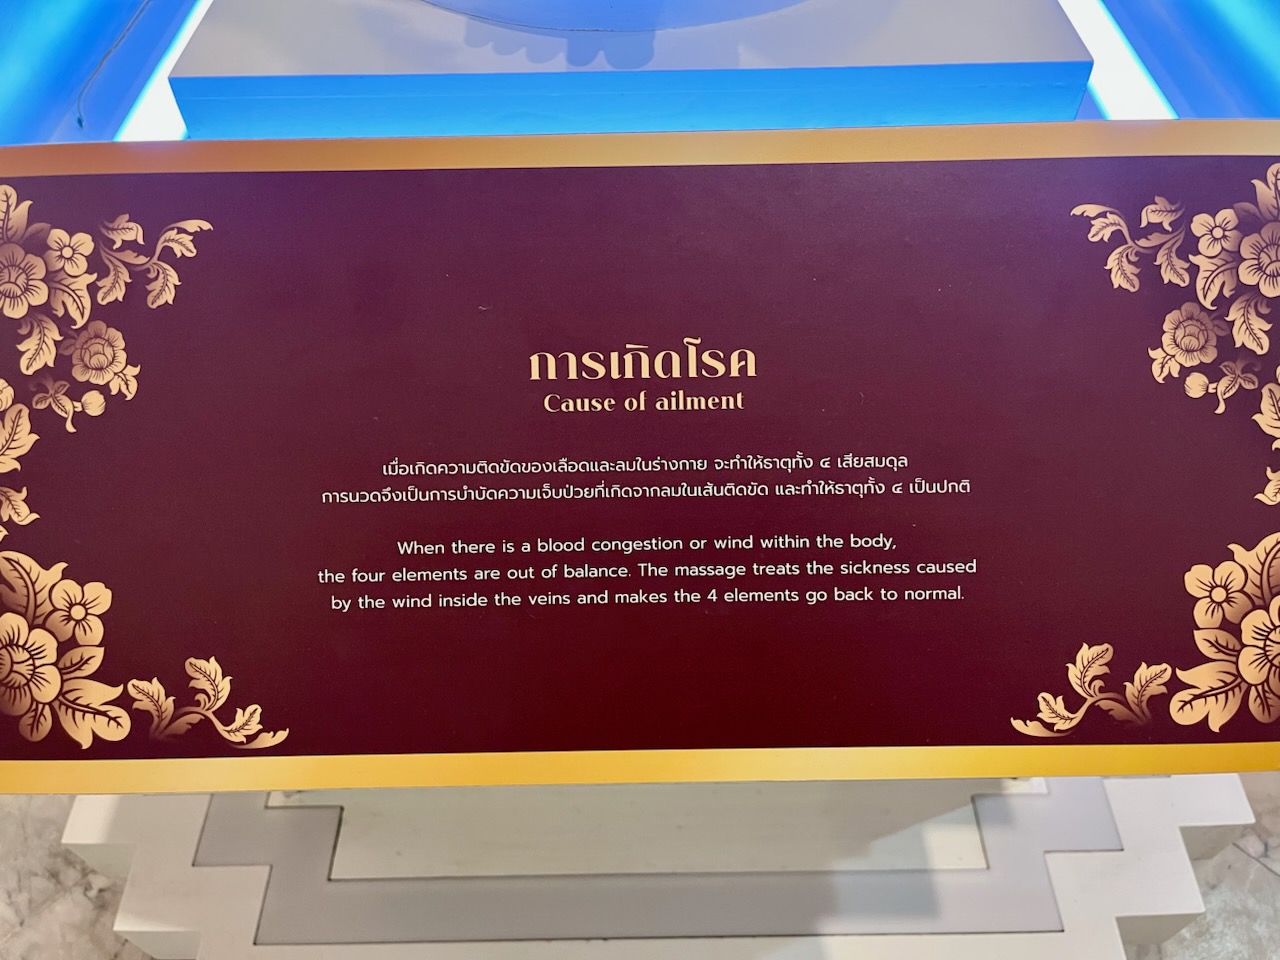 การเกิดโรค
Cause of ailment
เมื่อเกิดความติดขัดของเลือดและลมในร่างกาย จะทำให้ธาตุทั้ง ๔ เสียสมดุล
การนวดจึงเป็นการบำบัดความเจ็บป่วยที่เกิดจากลมในเส้นติดขัด และทำให้ธาตุทั้ง ๔ เป็นปกติ
When there is a blood congestion or wind within the body,
the four elements are out of balance. The massage treats the sickness caused
by the wind inside the veins and makes the 4 elements go back to normal.